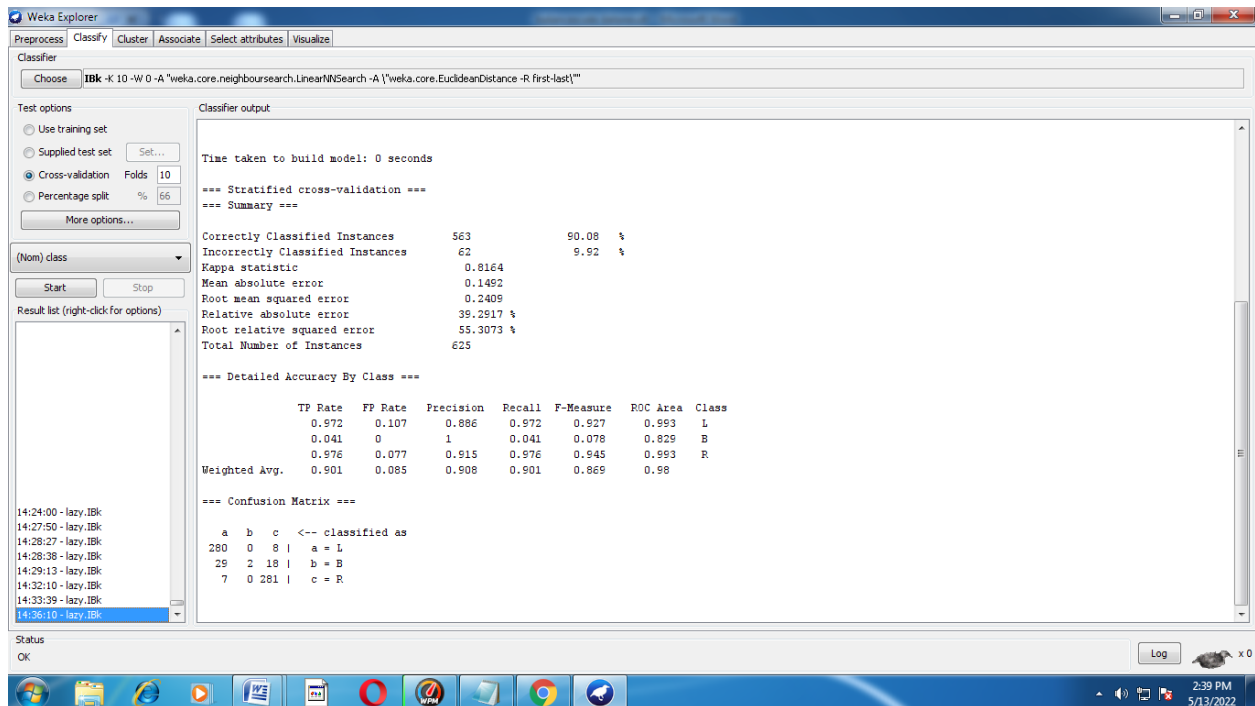 Weka Explorer
Preprocess Classify Cluster Associate Select attributes Visualize
Classifier
Choose IBk -K 10 -W 0 -A "weka.core.neighboursearch.LinearNNSearch -A \"weka.core.EuclideanDistance -R first-last\""
Test options
Use training set
Supplied test set Set...
Cross-validation Folds 10
Percentage split % 66
More options...
(Nom) class
Start Stop
Result list (right-click for options)
14:24:00 - lazy.IBk
14:27:50 - lazy.IBk
14:28:27 - lazy.IBk
14:28:38 - lazy.IBk
14:29:13 - lazy.IBk
14:32:10 - lazy.IBk
14:33:39 - lazy.IBk
14:36:10 - lazy.IBk
Classifier output
Time taken to build model: 0 seconds
=== Stratified cross-validation ===
=== Summary ===
Correctly Classified Instances 563 90.08 %
Incorrectly Classified Instances 62 9.92 %
Kappa statistic 0.8164
Mean absolute error 0.1492
Root mean squared error 0.2409
Relative absolute error 39.2917 %
Root relative squared error 55.3073 %
Total Number of Instances 625
=== Detailed Accuracy By Class ===
TP Rate FP Rate Precision Recall F-Measure ROC Area Class
0.972 0.107 0.886 0.972 0.927 0.993 L
0.041 0 1 0.041 0.078 0.829 B
0.976 0.077 0.915 0.976 0.945 0.993 R
Weighted Avg. 0.901 0.085 0.908 0.901 0.869 0.98
=== Confusion Matrix ===
a b c <-- classified as
280 0 8 | a = L
29 2 18 | b = B
7 0 281 | c = R
Status
OK
Log x 0
WPM
2:39 PM
5/13/2022